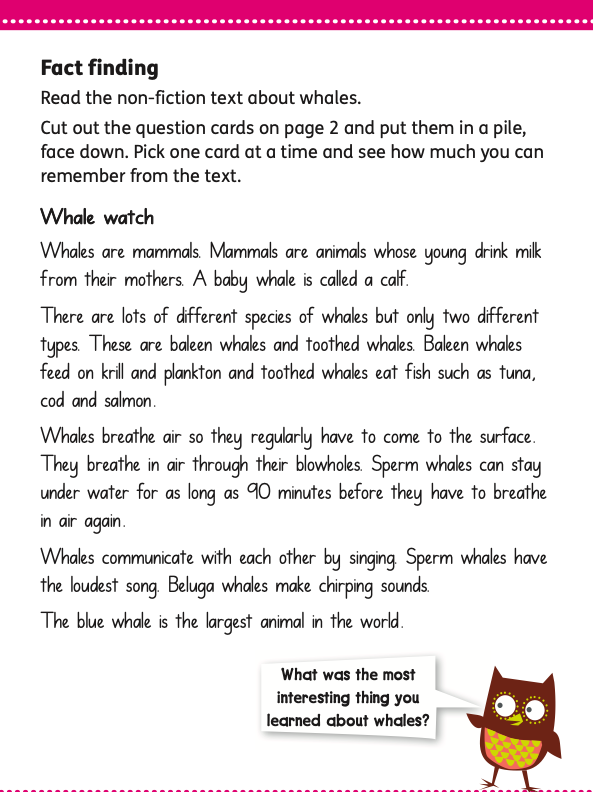 Fact finding
Read the non-fiction text about whales.
Cut out the question cards on page 2 and put them in a pile,
face down. Pick one card at a time and see how much you can
remember from the text.
Whale watch
Whales are mammals. Mammals are animals whose young drink milk
from their mothers. A baby whale is called a calf.
There are lots of different species of whales but only two different
types. These are baleen whales and toothed whales. Baleen whales
feed on krill and plankton and toothed whales eat fish such as tuna,
cod and salmon.
Whales breathe air so they regularly have to come to the surface.
They breathe in air through their blowholes. Sperm whales can stay
under water for as long as 90 minutes before they have to breathe
in air again.
Whales communicate with each other by singing. Sperm whales have
the loudest song. Beluga whales make chirping sounds.
The blue whale is the largest animal in the world.
What was the most
interesting thing you
learned about whales?